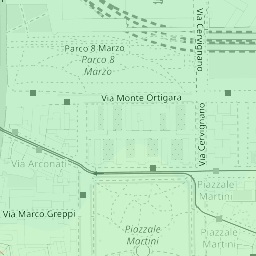 Via Cervignano
Parco 8 Marzo
Parco 8
Marzo
Via Monte Ortigara
Via Cervignano
Via Arconati
Piazzale
Martini
Via Marco Greppi
Piazzale
Martini
Piazzale
Martini